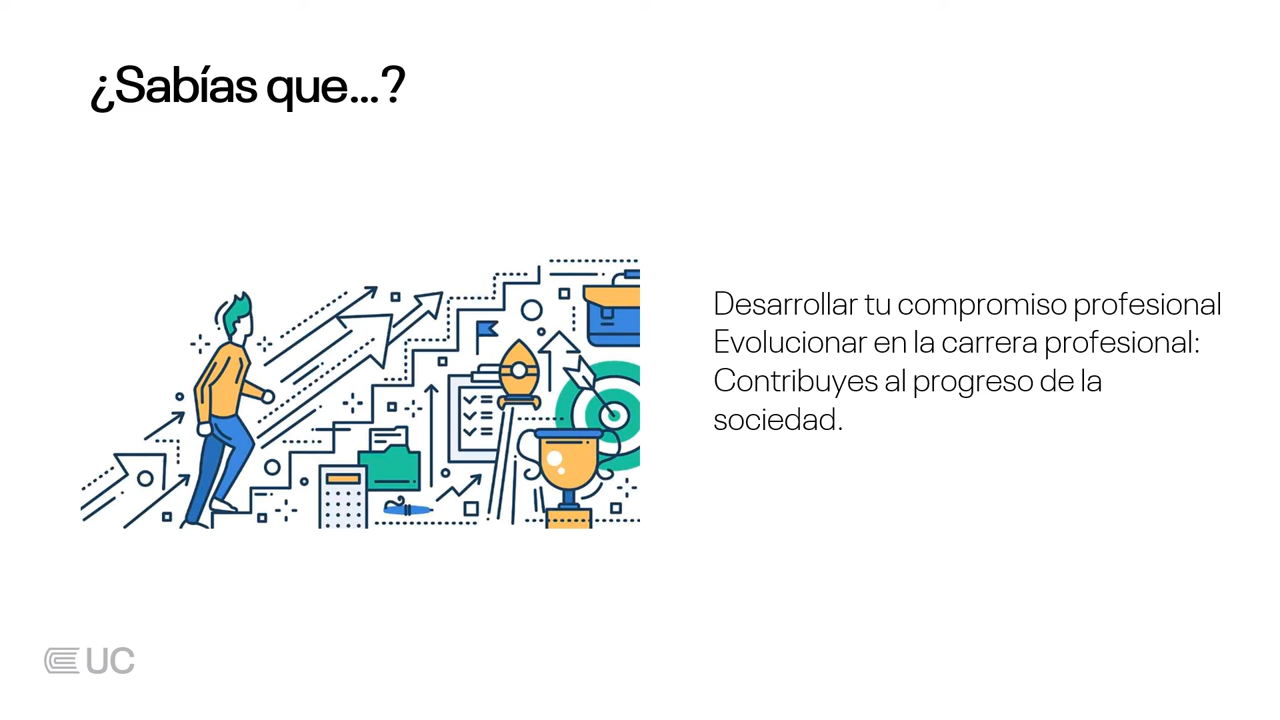 ¿Sabías que...?
Desarrollar tu compromiso profesional
Evolucionar en la carrera profesional:
Contribuyes al progreso de la
sociedad.
UC